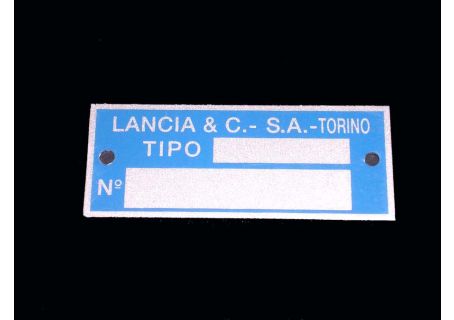 LANCIA & C.- S.A.-TORINO
TIPO
Nº